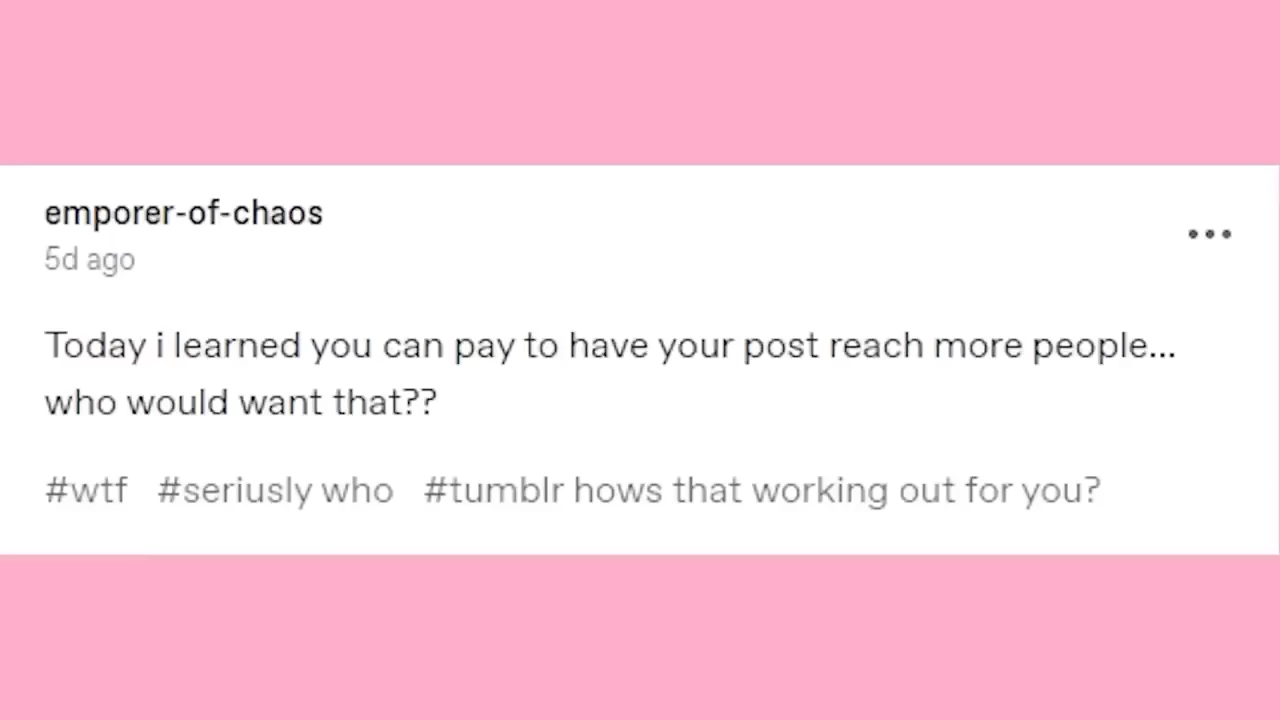 emporer-of-chaos
5d ago
Today i learned you can pay to have your post reach more people...
who would want that??
#wtf #seriusly who #tumblr hows that working out for you?